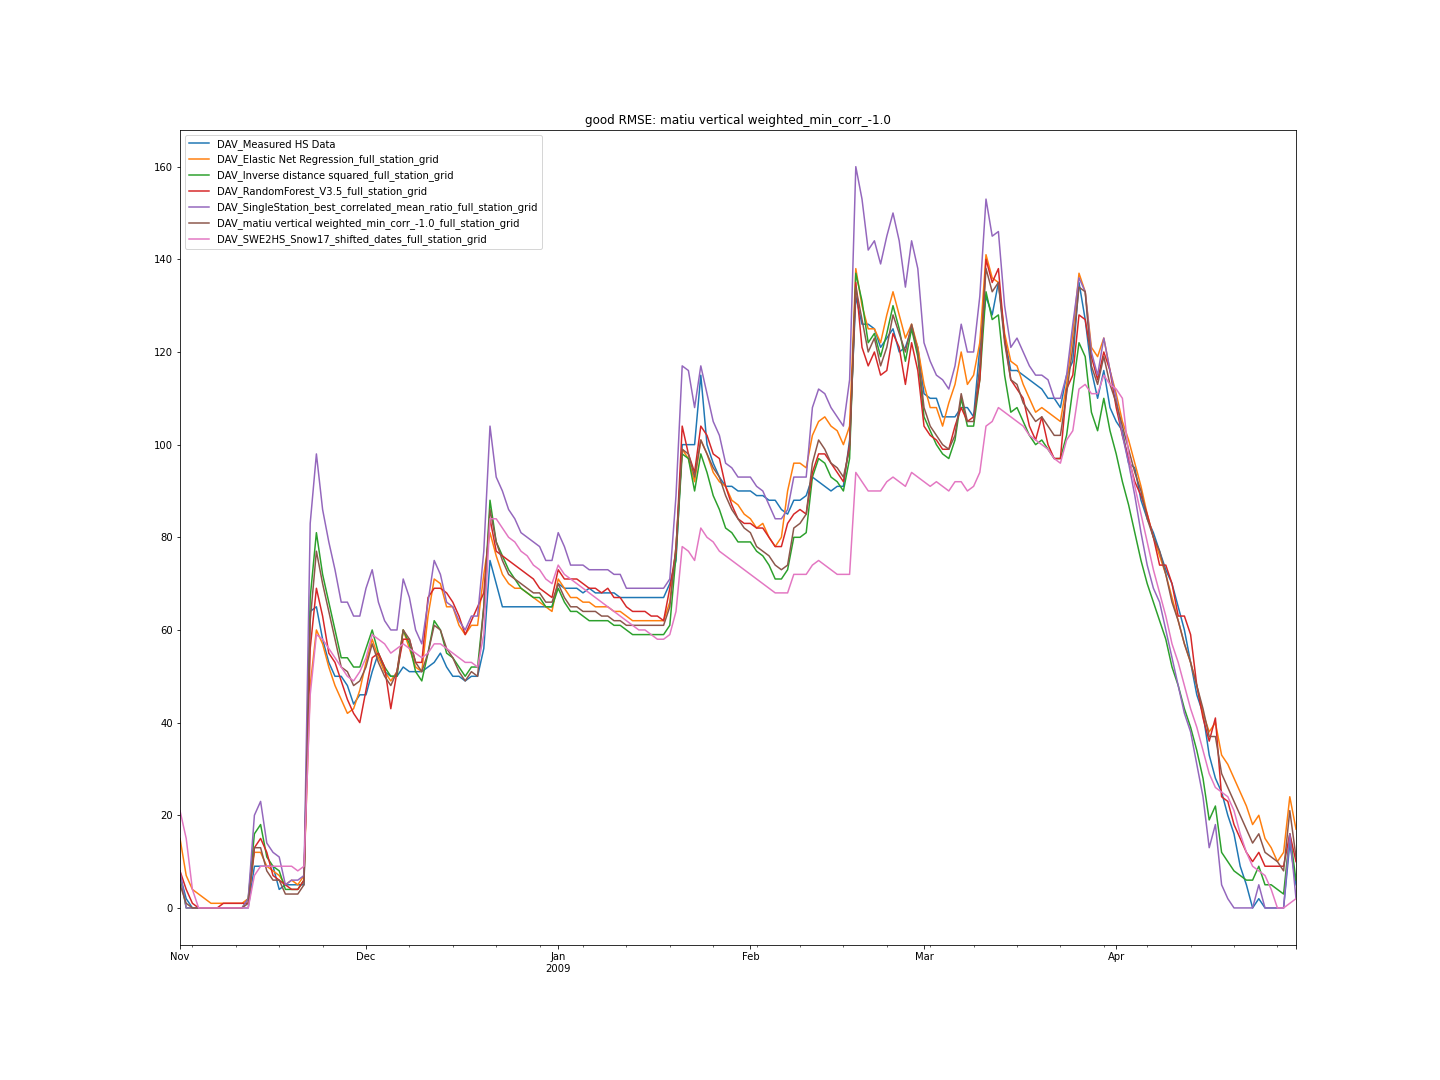 good RMSE: matiu vertical weighted_min_corr_-1.0
DAV_Measured HS Data
DAV_Elastic Net Regression_full_station_grid
DAV_Inverse distance squared_full_station_grid
DAV_RandomForest_V3.5_full_station_grid
DAV_SingleStation_best_correlated_mean_ratio_full_station_grid
DAV_matiu vertical weighted_min_corr_-1.0_full_station_grid
DAV_SWE2HS_Snow17_shifted_dates_full_station_grid
160
140
120
100
80
60
40
20
0
Nov Dec Jan Feb Mar Apr
2009